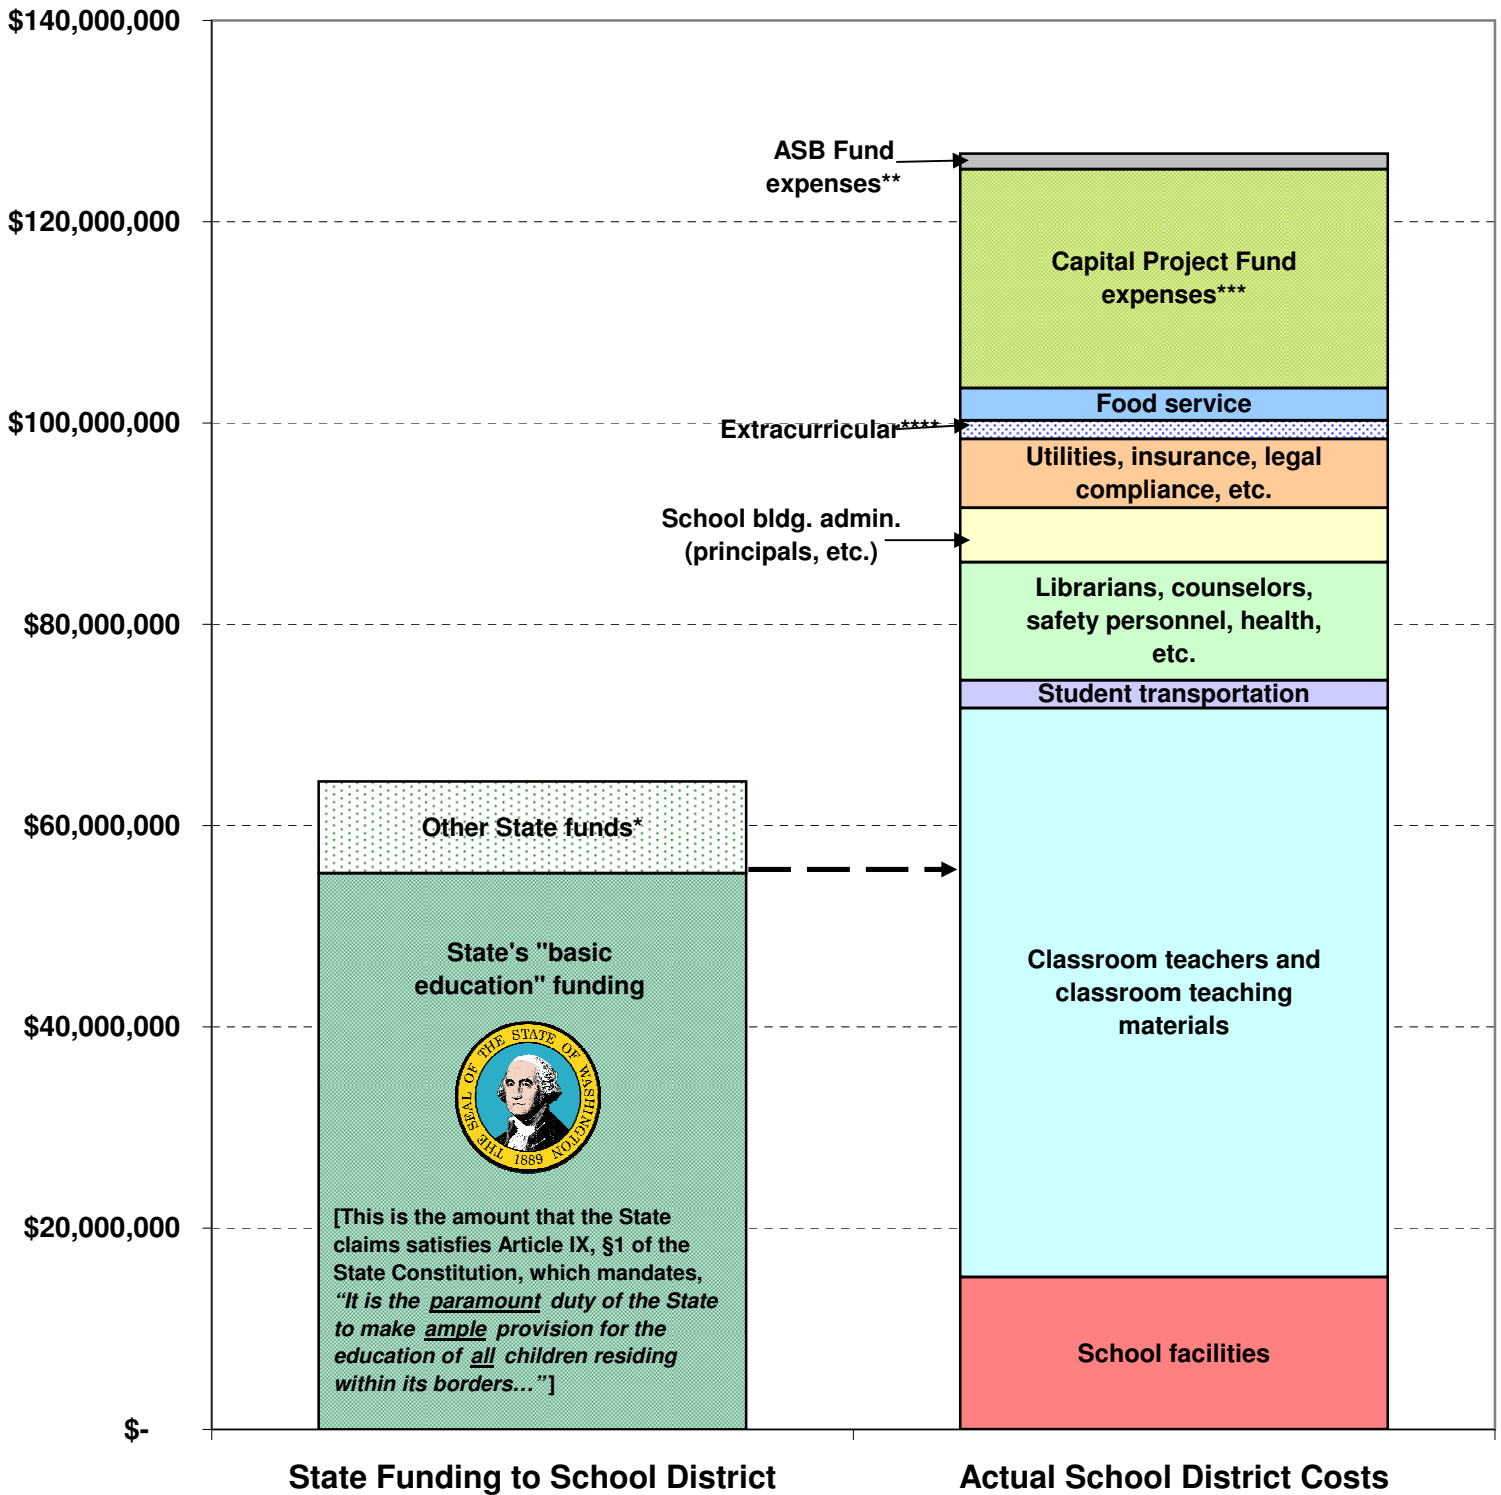 $140,000,000
$120,000,000
$100,000,000
$80,000,000
$60,000,000
$40,000,000
$20,000,000
$-
ASB Fund
expenses**
Capital Project Fund
expenses***
Food service
Extracurricular****
Utilities, insurance, legal
compliance, etc.
School bldg. admin.
(principals, etc.)
Librarians, counselors,
safety personnel, health,
etc.
Student transportation
Other State funds*
State's "basic
education" funding
THE SEAL OF THE STATE OF WASHINGTON
1889
Classroom teachers and
classroom teaching
materials
[This is the amount that the State
claims satisfies Article IX, §1 of the
State Constitution, which mandates,
“It is the paramount duty of the State
to make ample provision for the
education of all children residing
within its borders…”]
School facilities
State Funding to School District
Actual School District Costs